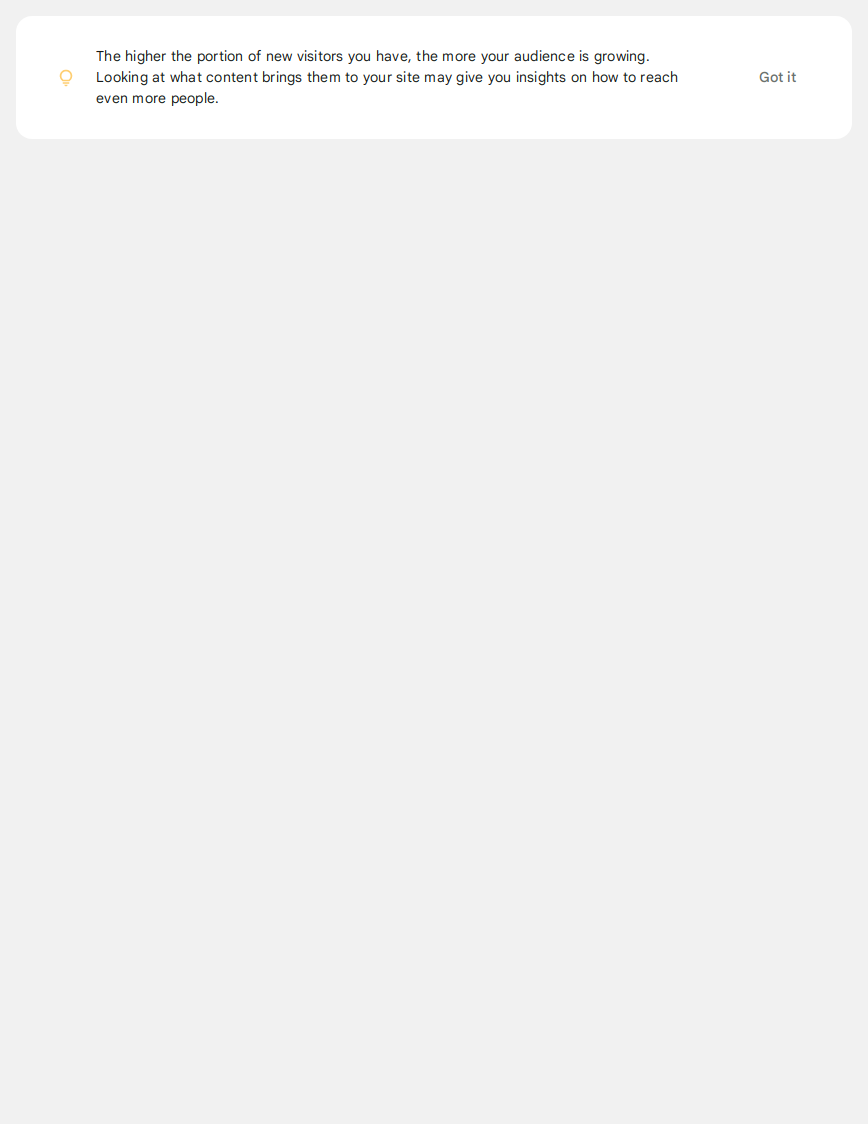 The higher the portion of new visitors you have, the more your audience is growing.
Looking at what content brings them to your site may give you insights on how to reach
even more people.
Got it